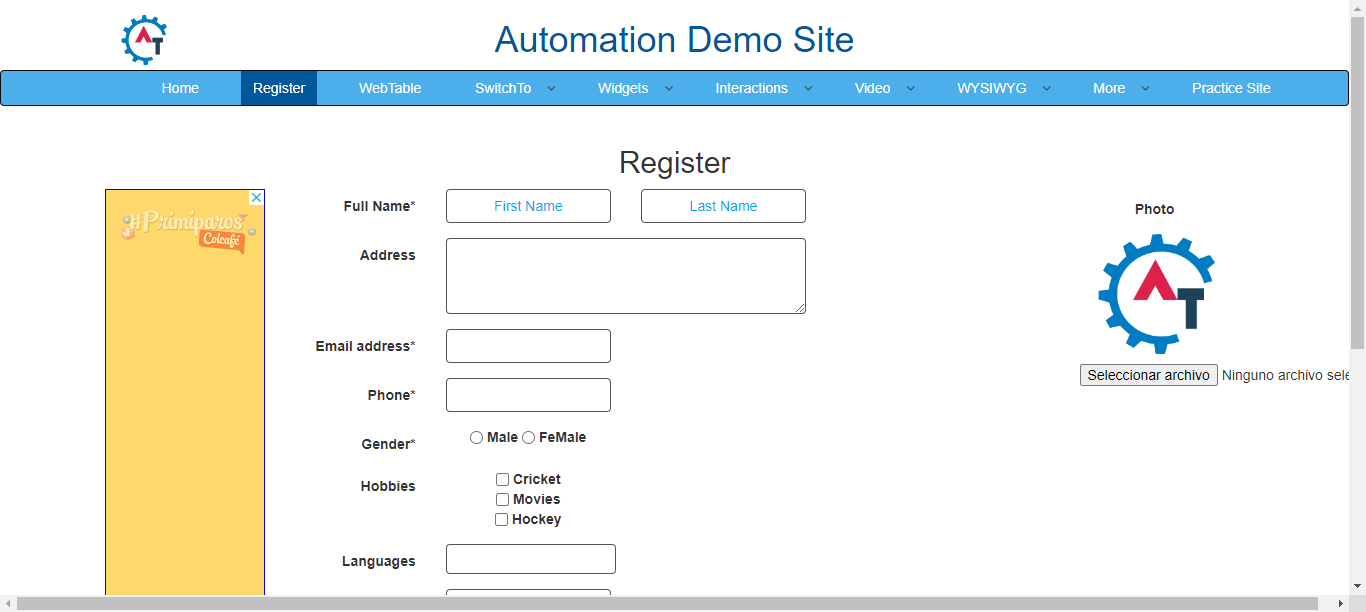 AT
Automation Demo Site
Home Register WebTable SwitchTo Widgets Interactions Video WYSIWYG More Practice Site
Register
#Primíparos
Colcafé
Full Name* First Name Last Name
Photo
Address
AT
Email address*
Seleccionar archivo Ninguno archivo sele
Phone*
Gender* Male FeMale
Hobbies Cricket
Movies
Hockey
Languages